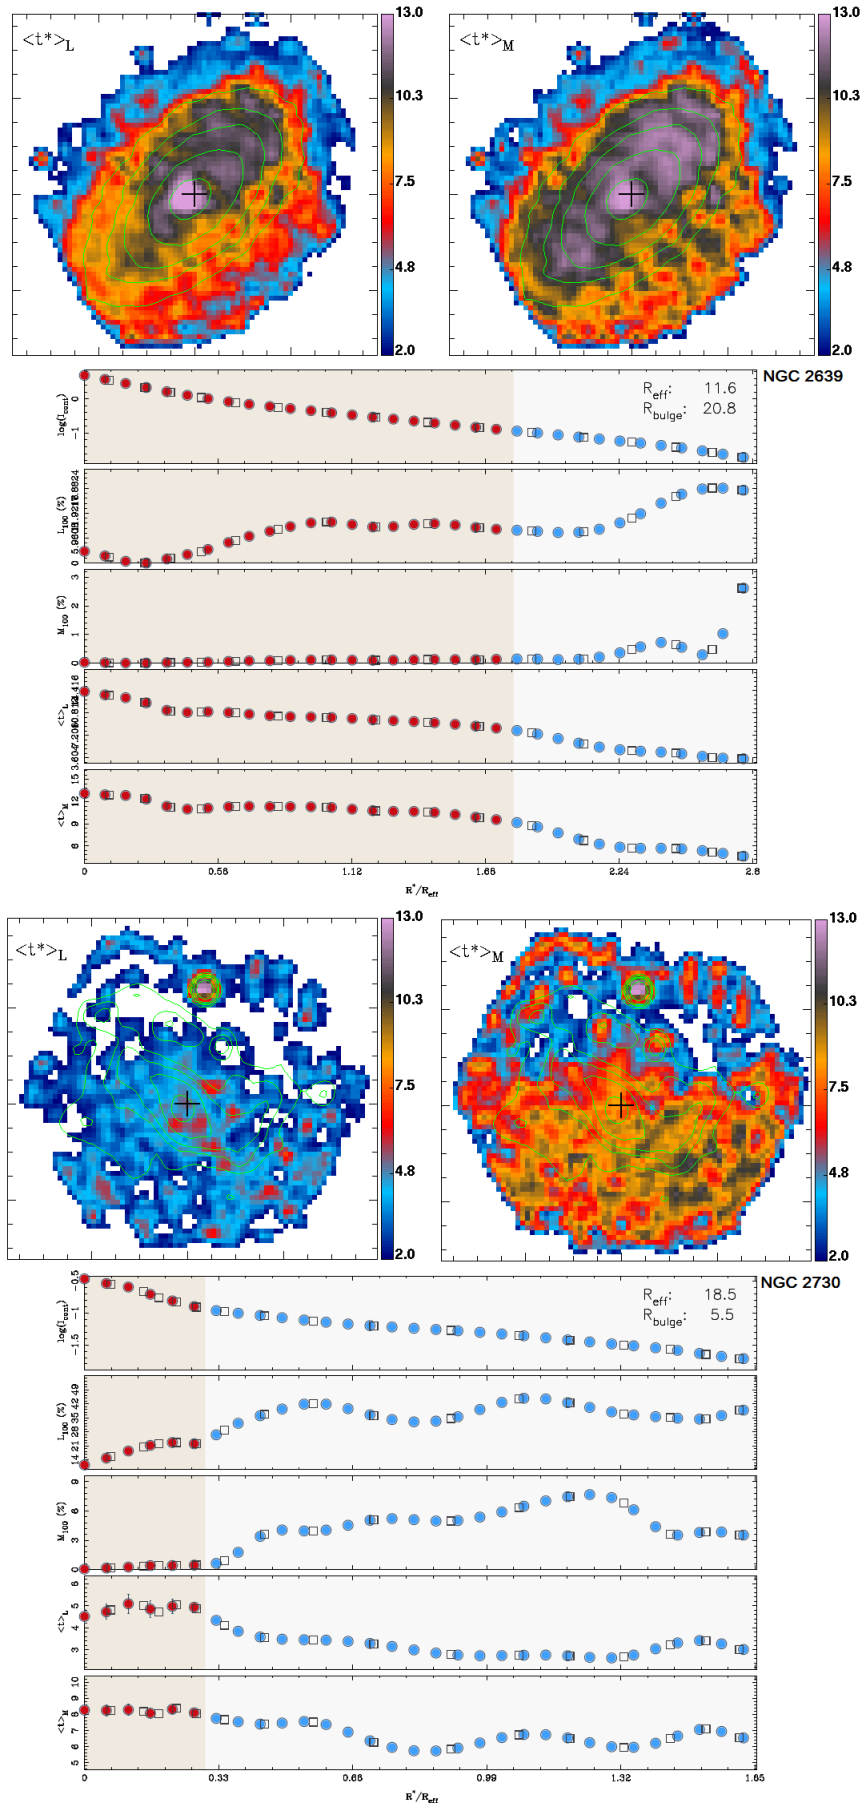 <t*>L
13.0
10.3
7.5
4.8
2.0
<t*>M
13.0
10.3
7.5
4.8
2.0
NGC 2639
Reff: 11.6
Rbulge: 20.8
log(Icont)
0
−1
L100 (%)
0
M100 (%)
3
2
1
0
<t>L
<t>M
15
12
9
6
0
0.56
1.12
1.68
2.24
2.8
R*/Reff
<t*>L
13.0
10.3
7.5
4.8
2.0
<t*>M
13.0
10.3
7.5
4.8
2.0
NGC 2730
Reff: 18.5
Rbulge: 5.5
log(Icont)
−0.5
−1
−1.5
L100 (%)
14 21 28 35 42 49
M100 (%)
9
6
3
0
<t>L
6
5
4
3
<t>M
10
9
8
7
6
5
0
0.33
0.66
0.99
1.32
1.65
R*/Reff